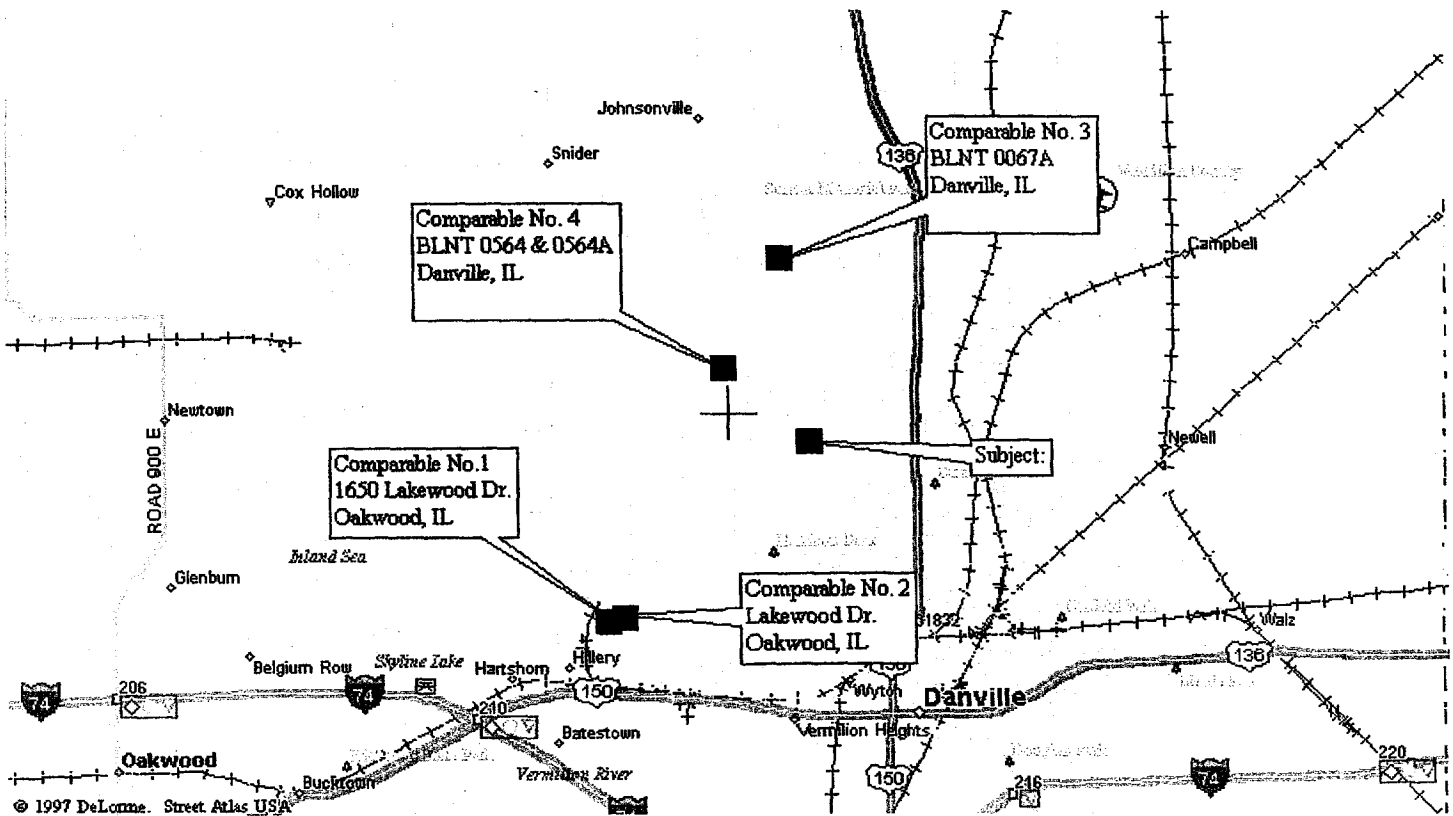 Johnsonville
Snider
Cox Hollow
136
Comparable No. 3
BLNT 0067A
Danville, IL
Comparable No. 4
BLNT 0564 & 0564A
Danville, IL
Campbell
Newtown
ROAD 900 E
Newell
Subject:
Comparable No.1
1650 Lakewood Dr.
Oakwood, IL
Inland Sea
Glenburn
Comparable No. 2
Lakewood Dr.
Oakwood, IL
Walz
136
Belgium Row
Skyline Lake
Hartshorn
Hillery
150
Wyton
Danville
74
206
74
210
Batestown
Vermilion Heights
Oakwood
Bucktown
Vermilion River
150
216
74
220
© 1997 DeLorme. Street Atlas USA